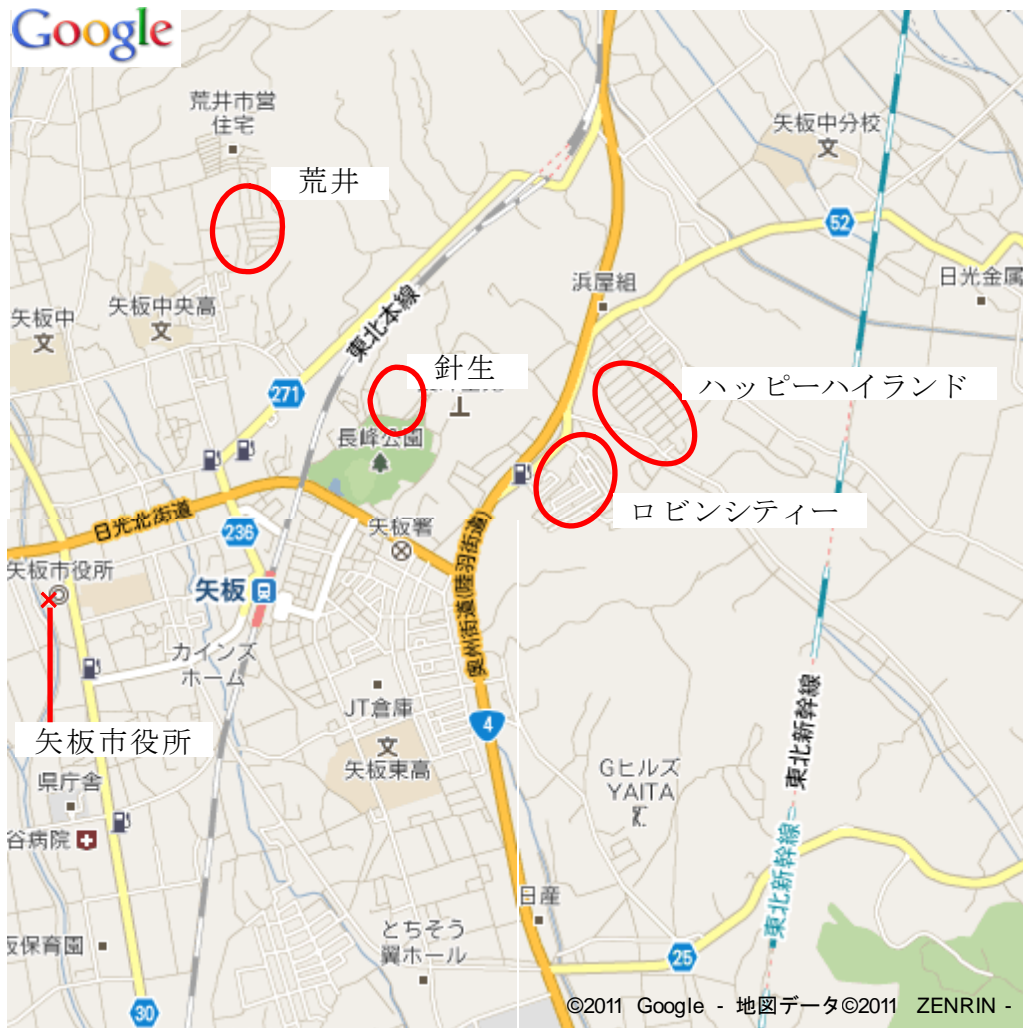 Google
荒井市営
住宅
矢板中分校
荒井
52
日光金属
浜屋組
矢板中央高
矢板中
東北本線
針生
ハッピーハイランド
271
長峰公園
ロビンシティー
日光北街道
矢板署
236
矢板市役所
矢板
奥州街道(陸羽街道)
カインズ
ホーム
JT倉庫
4
矢板市役所
矢板東高
Gヒルズ
YAITA
東北新幹線
県庁舎
谷病院
東北新幹線
日産
とちそう
翼ホール
坂保育園
25
30
©2011 Google - 地図データ©2011 ZENRIN -